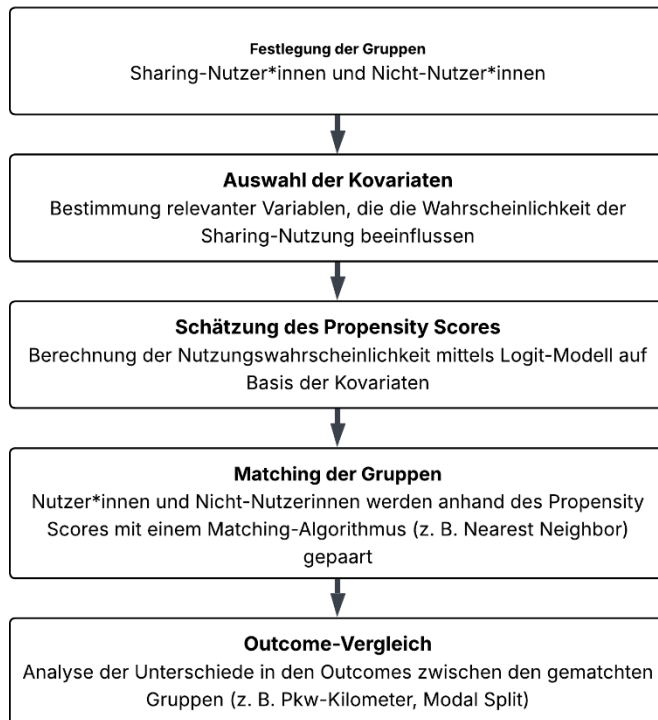 Festlegung der Gruppen
Sharing-Nutzer*innen und Nicht-Nutzer*innen
Auswahl der Kovariaten
Bestimmung relevanter Variablen, die die Wahrscheinlichkeit der
Sharing-Nutzung beeinflussen
Schätzung des Propensity Scores
Berechnung der Nutzungswahrscheinlichkeit mittels Logit-Modell auf
Basis der Kovariaten
Matching der Gruppen
Nutzer*innen und Nicht-Nutzerinnen werden anhand des Propensity
Scores mit einem Matching-Algorithmus (z. B. Nearest Neighbor)
gepaart
Outcome-Vergleich
Analyse der Unterschiede in den Outcomes zwischen den gematchten
Gruppen (z. B. Pkw-Kilometer, Modal Split)